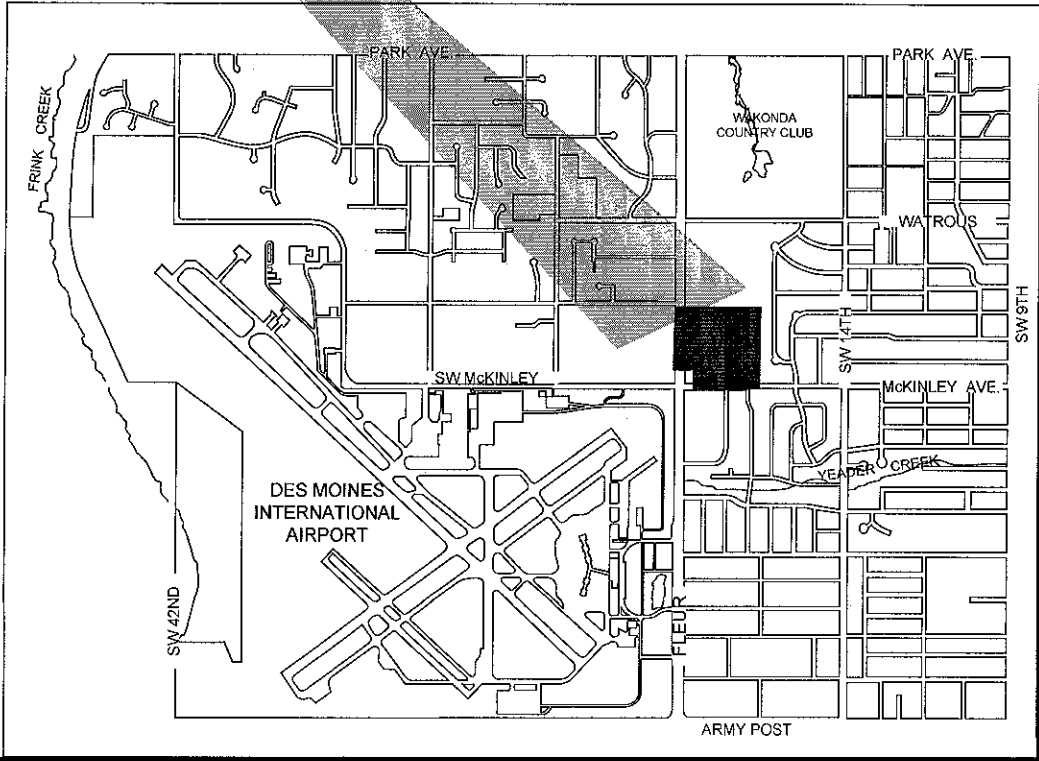 PARK AVE.
PARK AVE.
FRINK CREEK
WAKONDA
COUNTRY CLUB
WATROUS
SW 14TH
SW 9TH
SW McKINLEY
McKINLEY AVE.
YEADER CREEK
DES MOINES
INTERNATIONAL
AIRPORT
SW 42ND
FLEUR
ARMY POST